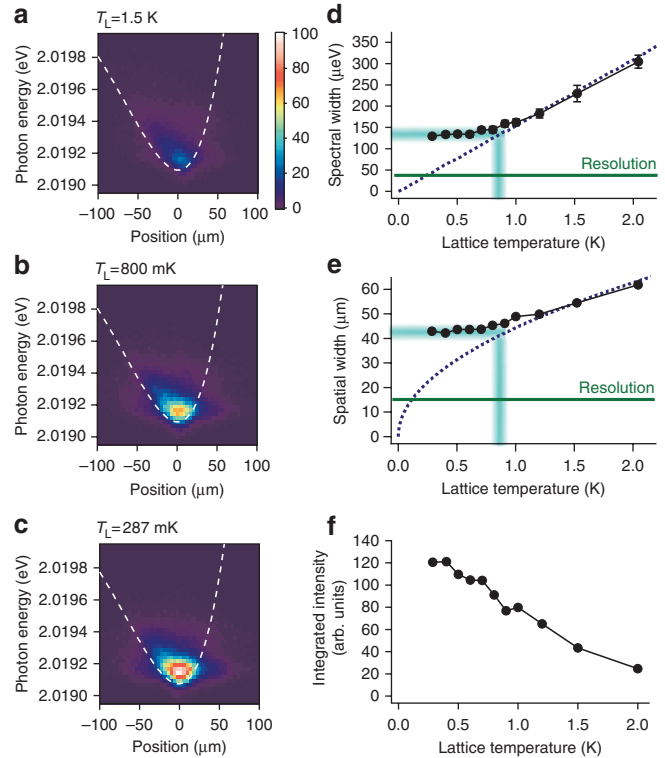 a
T_L=1.5 K
Photon energy (eV)
2.0198
2.0196
2.0194
2.0192
2.0190
–100 –50 0 50 100
Position (µm)
100
80
60
40
20
0
b
T_L=800 mK
Photon energy (eV)
2.0198
2.0196
2.0194
2.0192
2.0190
–100 –50 0 50 100
Position (µm)
c
T_L=287 mK
Photon energy (eV)
2.0198
2.0196
2.0194
2.0192
2.0190
–100 –50 0 50 100
Position (µm)
d
Spectral width (µeV)
350
300
250
200
150
100
50
0
Resolution
0.0 0.5 1.0 1.5 2.0
Lattice temperature (K)
e
Spatial width (µm)
60
50
40
30
20
10
0
Resolution
0.0 0.5 1.0 1.5 2.0
Lattice temperature (K)
f
Integrated intensity
(arb. units)
140
120
100
80
60
40
20
0
0.0 0.5 1.0 1.5 2.0
Lattice temperature (K)